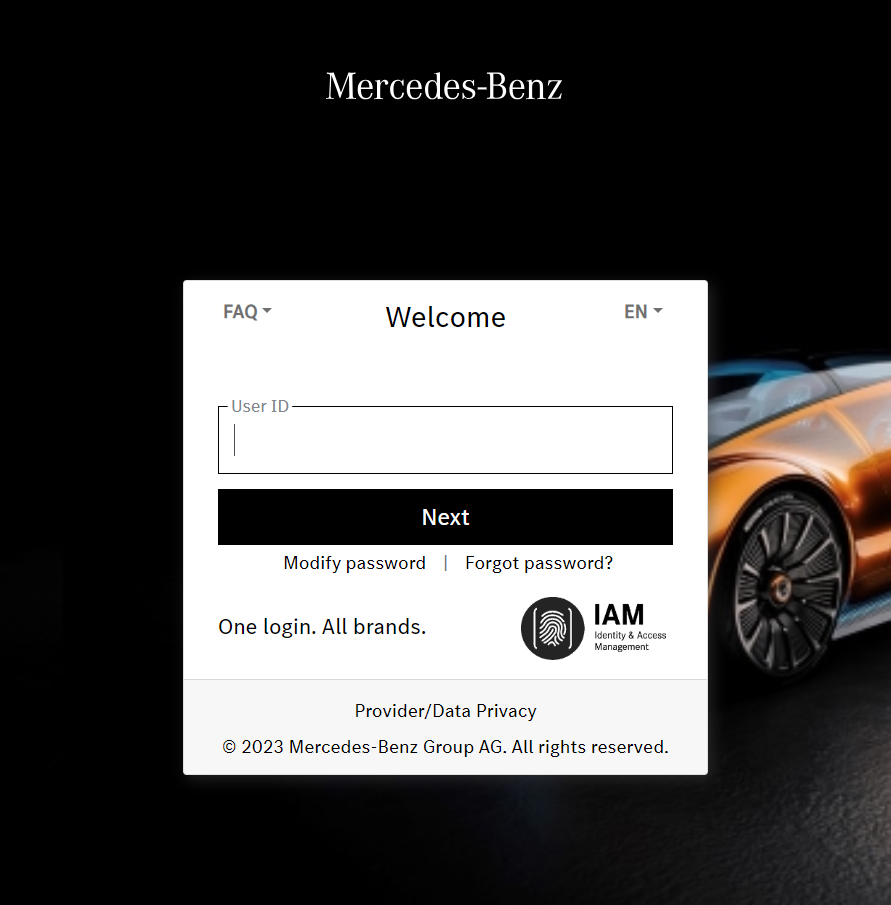 Mercedes-Benz
FAQ Welcome EN
User ID
Next
Modify password | Forgot password?
One login. All brands.
IAM
Identity & Access
Management
Provider/Data Privacy
© 2023 Mercedes-Benz Group AG. All rights reserved.